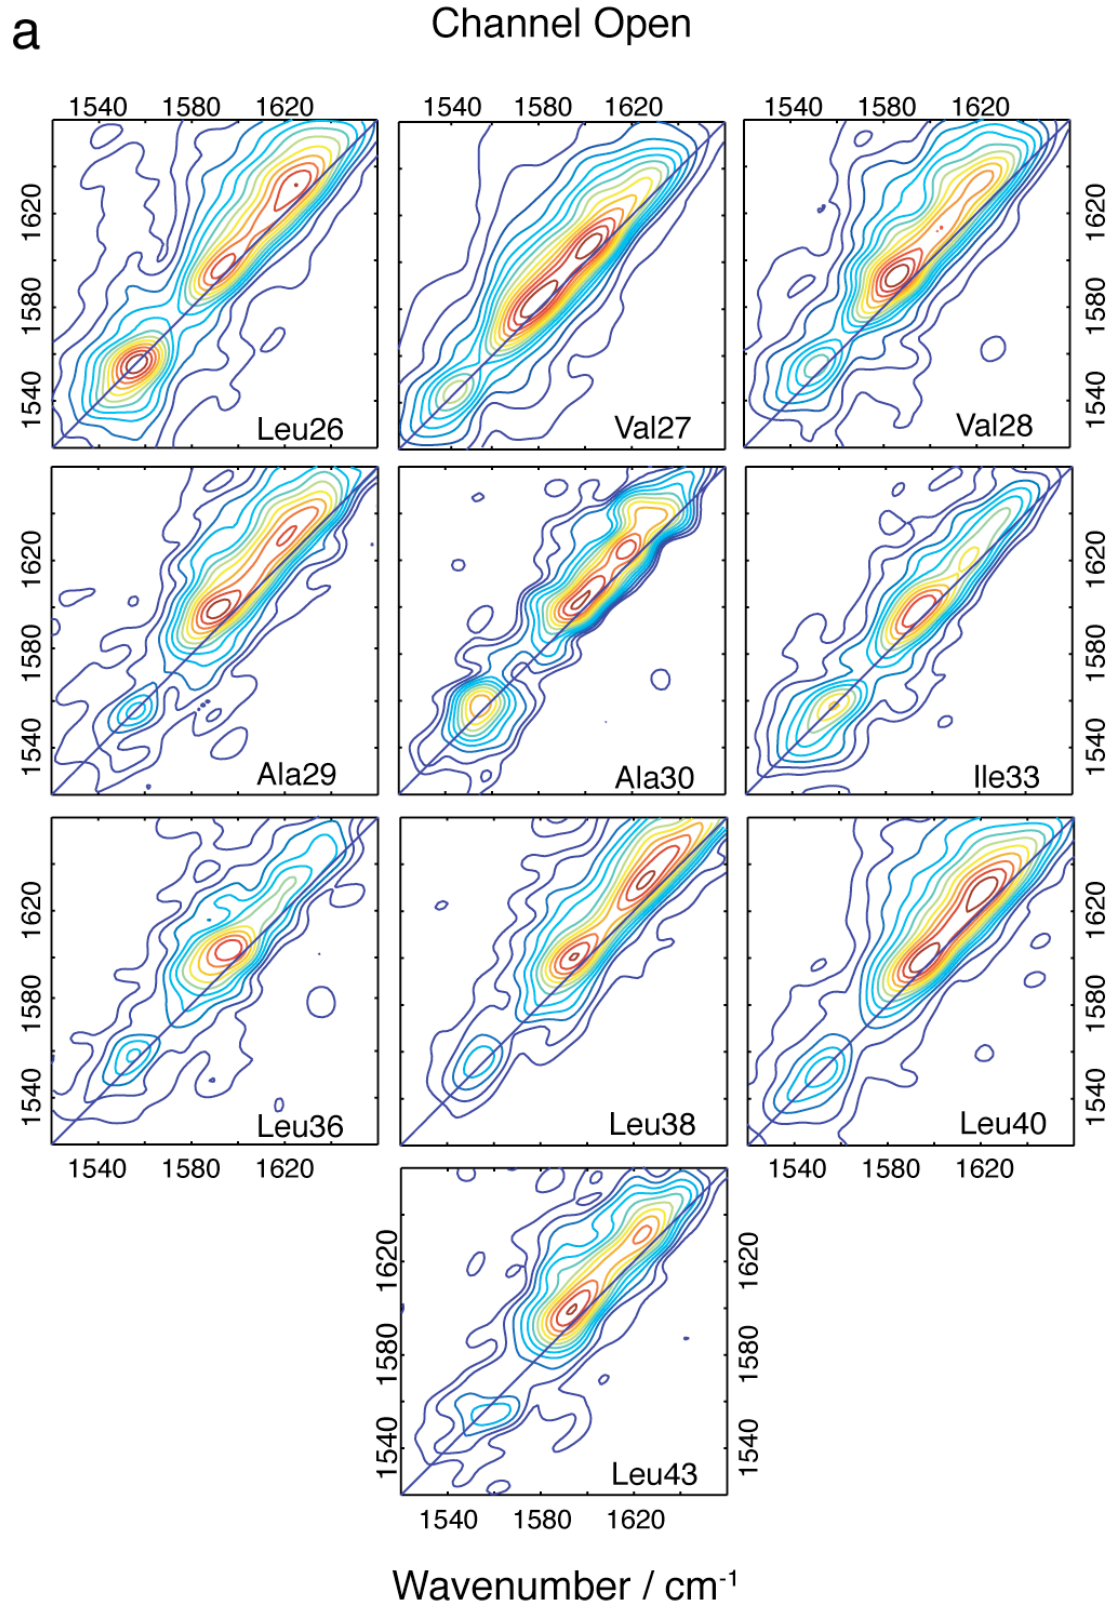 a
Channel Open
1540 1580 1620 1540 1580 1620 1540 1580 1620
1620 1580 1540
Leu26 Val27 Val28
1620 1580 1540
1620 1580 1540
Ala29 Ala30 Ile33
1620 1580 1540
1620 1580 1540
Leu36 Leu38 Leu40
1620 1580 1540
1540 1580 1620 1540 1580 1620
1620 1580 1540
Leu43
1620 1580 1540
1540 1580 1620
Wavenumber / cm-1